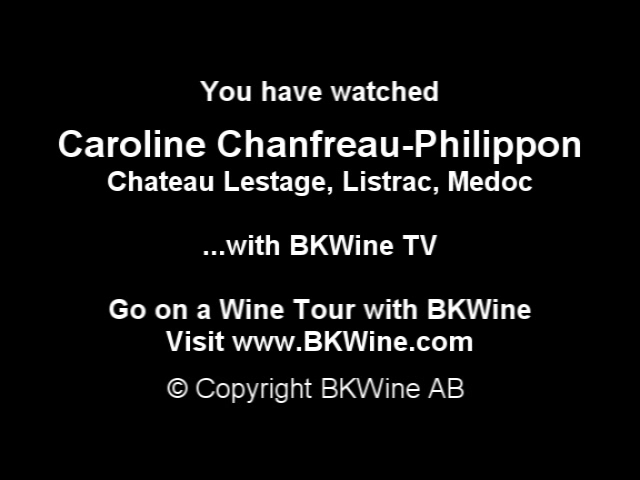 You have watched
Caroline Chanfreau-Philippon
Chateau Lestage, Listrac, Medoc
...with BKWine TV
Go on a Wine Tour with BKWine
Visit www.BKWine.com
© Copyright BKWine AB